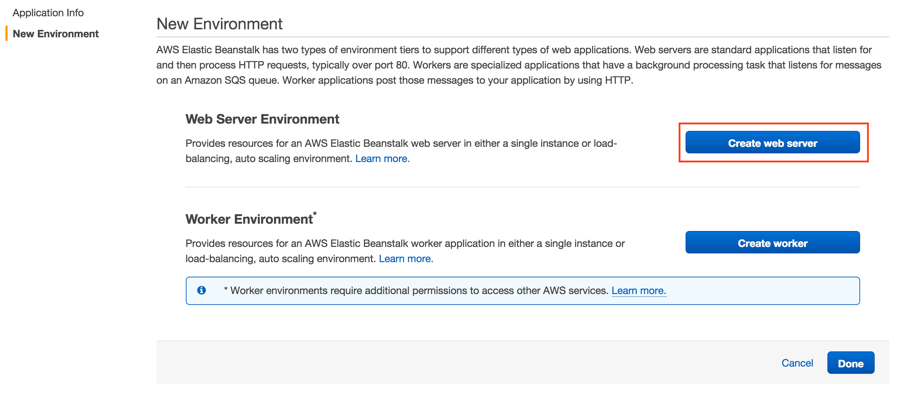 Application Info
New Environment
New Environment
AWS Elastic Beanstalk has two types of environment tiers to support different types of web applications. Web servers are standard applications that listen for
and then process HTTP requests, typically over port 80. Workers are specialized applications that have a background processing task that listens for messages
on an Amazon SQS queue. Worker applications post those messages to your application by using HTTP.
Web Server Environment
Provides resources for an AWS Elastic Beanstalk web server in either a single instance or load-
balancing, auto scaling environment. Learn more.
Create web server
Worker Environment*
Provides resources for an AWS Elastic Beanstalk worker application in either a single instance or
load-balancing, auto scaling environment. Learn more.
Create worker
* Worker environments require additional permissions to access other AWS services. Learn more.
Cancel
Done